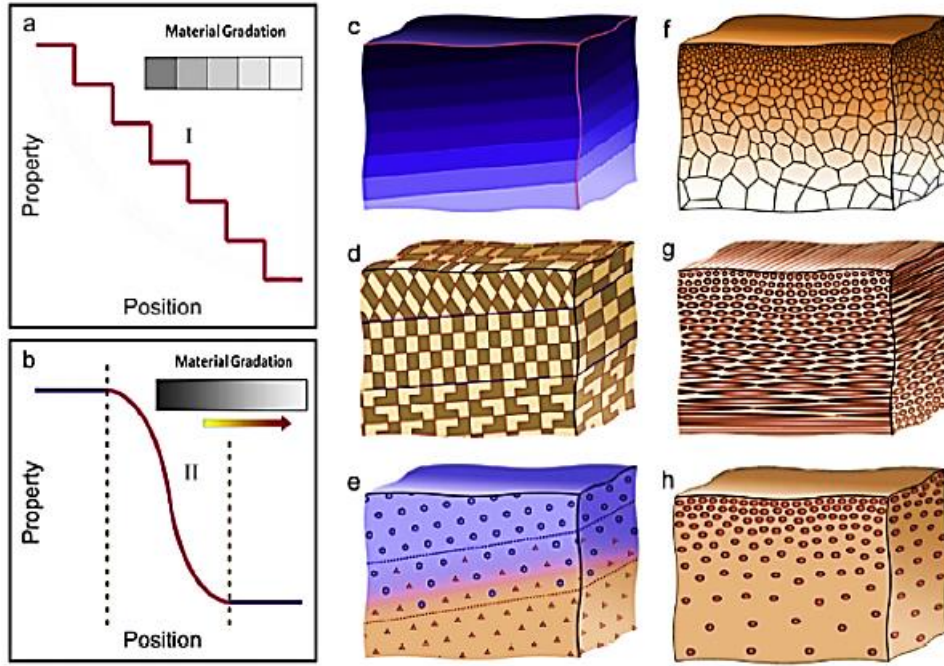 a
Material Gradation
I
Property
Position
b
Material Gradation
II
Property
Position
c
d
e
f
g
h